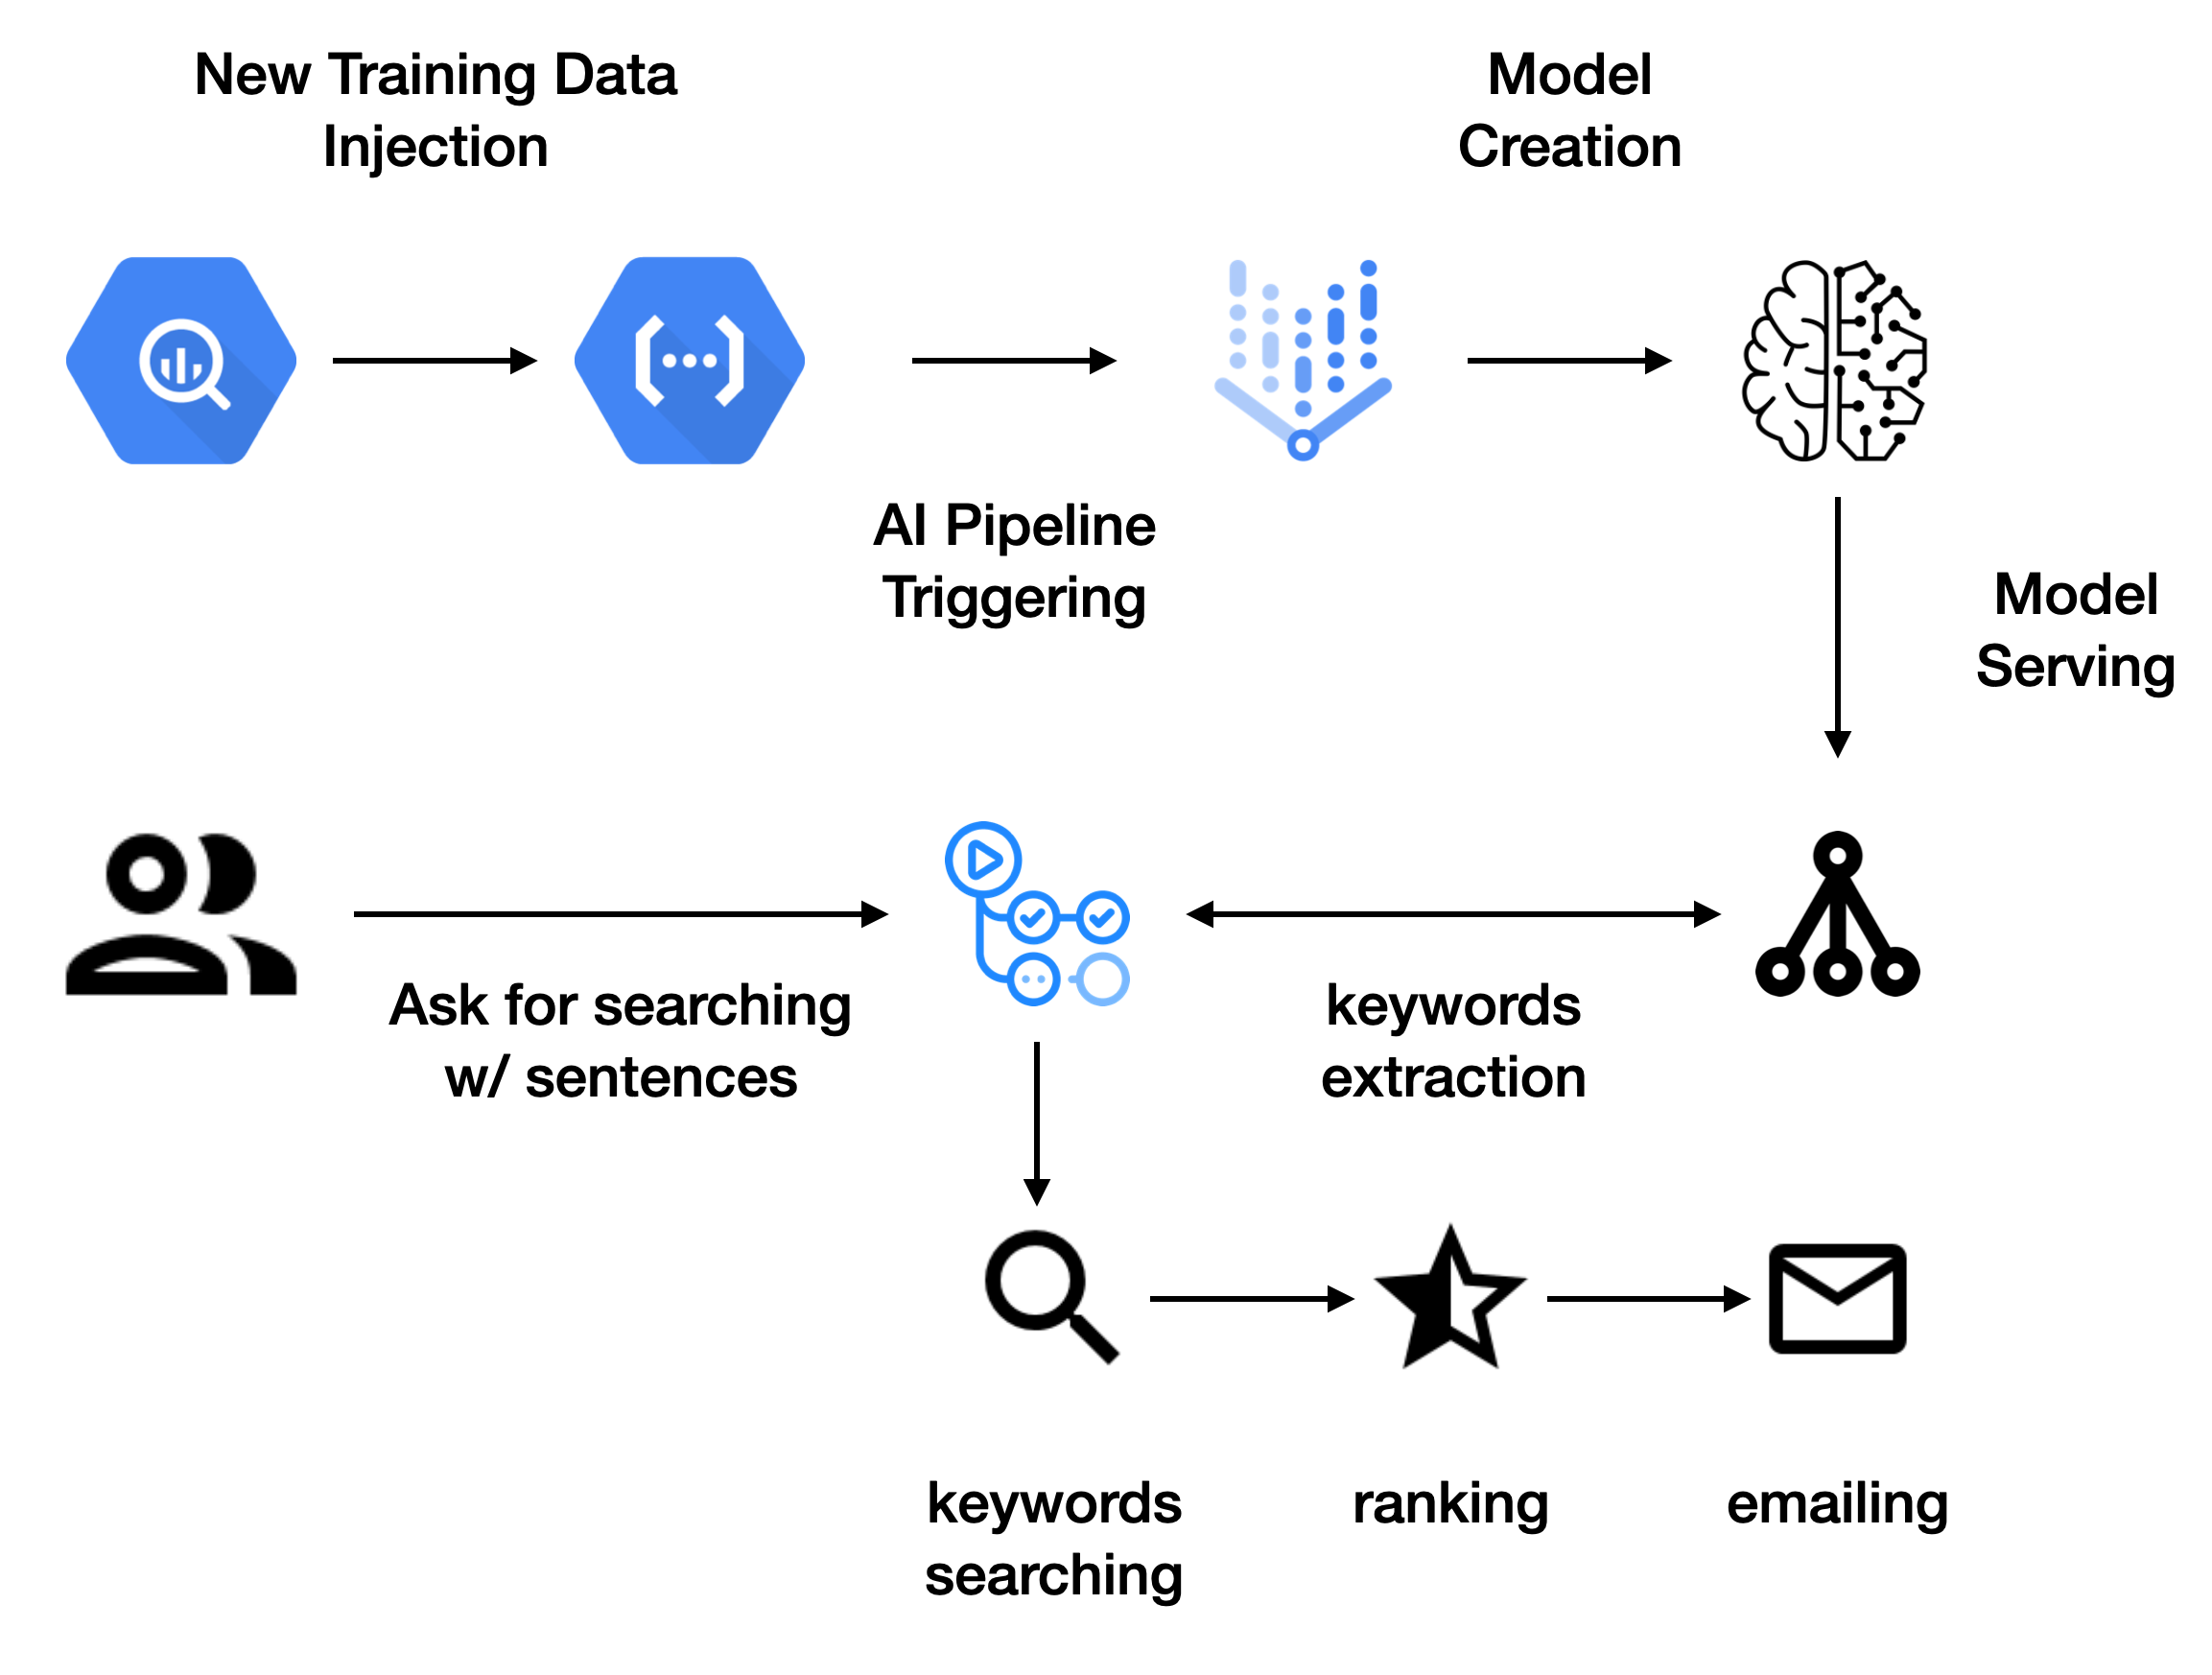 New Training Data
Injection
Model
Creation
AI Pipeline
Triggering
Model
Serving
Ask for searching
w/ sentences
keywords
extraction
keywords
searching
ranking
emailing